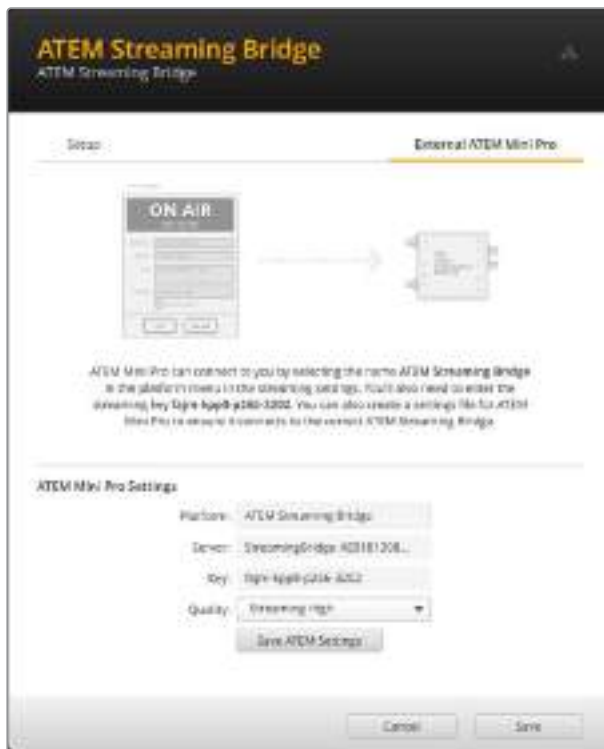 ATEM Streaming Bridge
ATEM Streaming Bridge
Setup
External ATEM Mini Pro
ON AIR
ATEM Mini Pro can connect to you by selecting the name ATEM Streaming Bridge
in the platform menu in the streaming settings. You'll also need to enter the
streaming key You can also create a settings file for ATEM
Mini Pro to ensure it connects to the correct ATEM Streaming Bridge.
ATEM Mini Pro Settings
Platform: ATEM Streaming Bridge
Server:
Key:
Quality: Streaming High
Save ATEM Settings
Cancel
Save